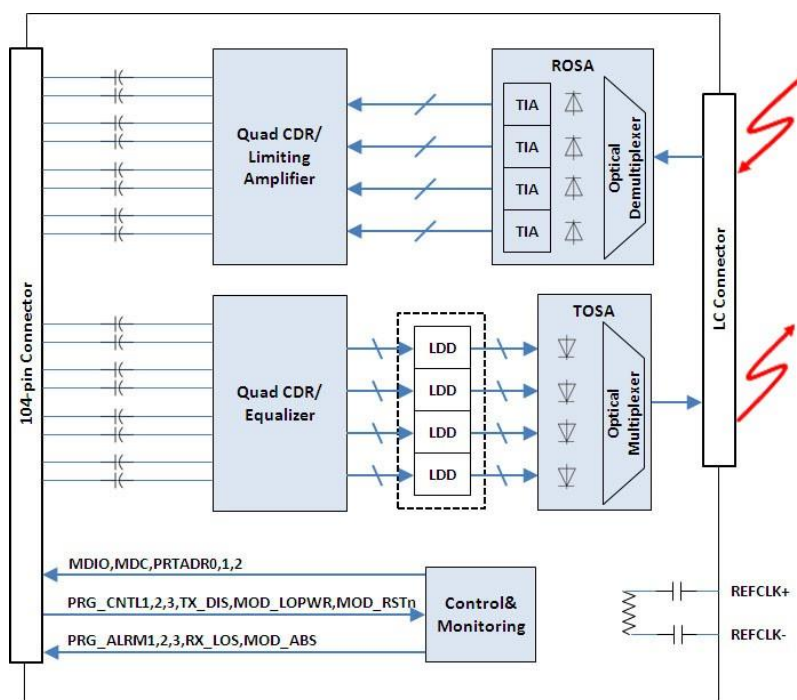 ROSA
TIA
TIA
TIA
TIA
Optical
Demultiplexer
Quad CDR/
Limiting
Amplifier
104-pin Connector
LC Connector
TOSA
LDD
LDD
LDD
LDD
Optical
Multiplexer
Quad CDR/
Equalizer
MDIO,MDC,PRTADR0,1,2
PRG_CNTL1,2,3,TX_DIS,MOD_LOPWR,MOD_RSTn
PRG_ALRM1,2,3,RX_LOS,MOD_ABS
Control&
Monitoring
REFCLK+
REFCLK-